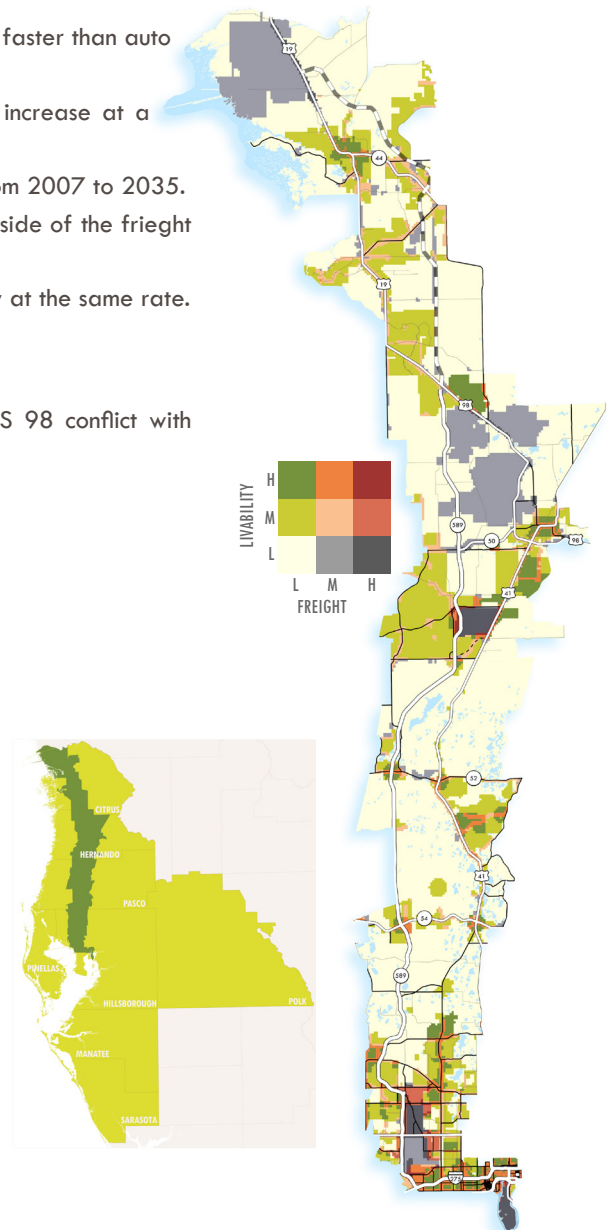 faster than auto
increase at a
om 2007 to 2035.
side of the frieght
at the same rate.
S 98 conflict with
19
44
19
98
589
50
98
41
LIVABILITY
H
M
L
L M H
FREIGHT
52
41
54
589
275
CITRUS
HERNANDO
PASCO
PINELLAS
HILLSBOROUGH
POLK
MANATEE
SARASOTA